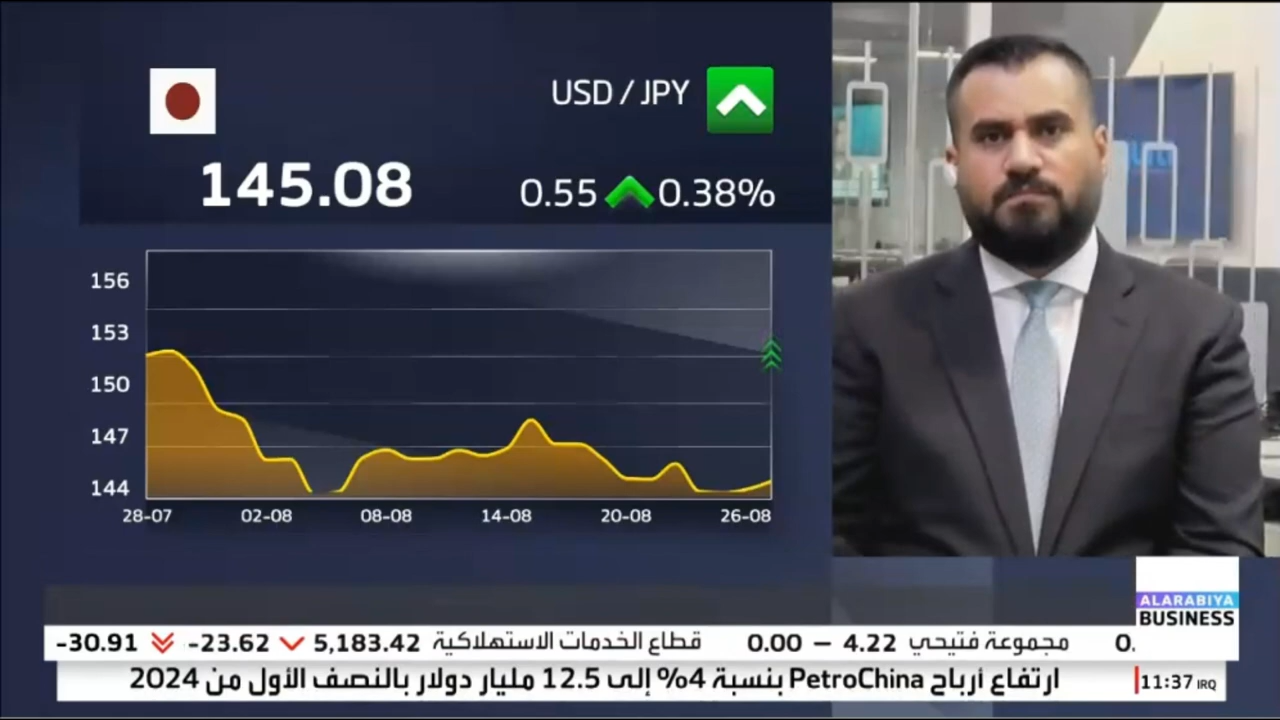 USD / JPY
145.08
0.55 0.38%
156
153
150
147
144
28-07 02-08 08-08 14-08 20-08 26-08
ALARABIYA
BUSINESS
0. مجموعة فتيحي 4.22 – 0.00 قطاع الخدمات الاستهلاكية 5,183.42 -23.62 -30.91
ارتفاع أرباح PetroChina بنسبة 4% إلى 12.5 مليار دولار بالنصف الأول من 2024
11:37 IRQ